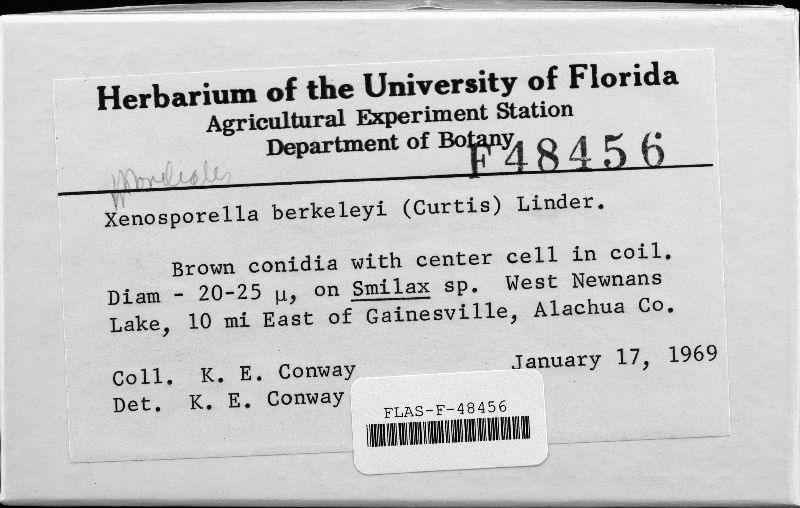 Herbarium of the University of Florida
Agricultural Experiment Station
Department of Botany
F48456
Moniliales
Xenosporella berkeleyi (Curtis) Linder.
Brown conidia with center cell in coil.
Diam - 20-25 µ, on Smilax sp. West Newnans
Lake, 10 mi East of Gainesville, Alachua Co.
Coll. K. E. Conway January 17, 1969
Det. K. E. Conway
FLAS-F-48456